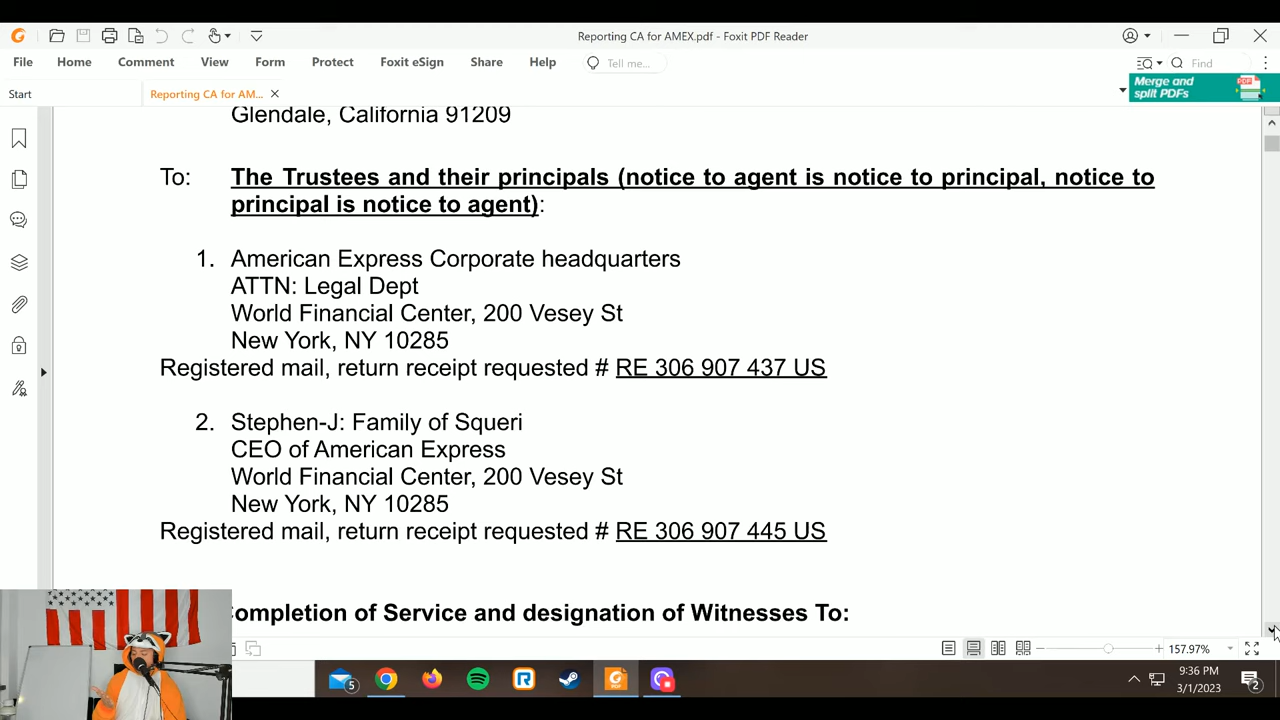 Reporting CA for AMEX.pdf - Foxit PDF Reader
File Home Comment View Form Protect Foxit eSign Share Help Tell me... Find
Start Reporting CA for AM...
Merge and
split PDFs
Glendale, California 91209
To: The Trustees and their principals (notice to agent is notice to principal, notice to
principal is notice to agent):
1. American Express Corporate headquarters
ATTN: Legal Dept
World Financial Center, 200 Vesey St
New York, NY 10285
Registered mail, return receipt requested # RE 306 907 437 US
2. Stephen-J: Family of Squeri
CEO of American Express
World Financial Center, 200 Vesey St
New York, NY 10285
Registered mail, return receipt requested # RE 306 907 445 US
ompletion of Service and designation of Witnesses To:
157.97%
5
9:36 PM
3/1/2023
2